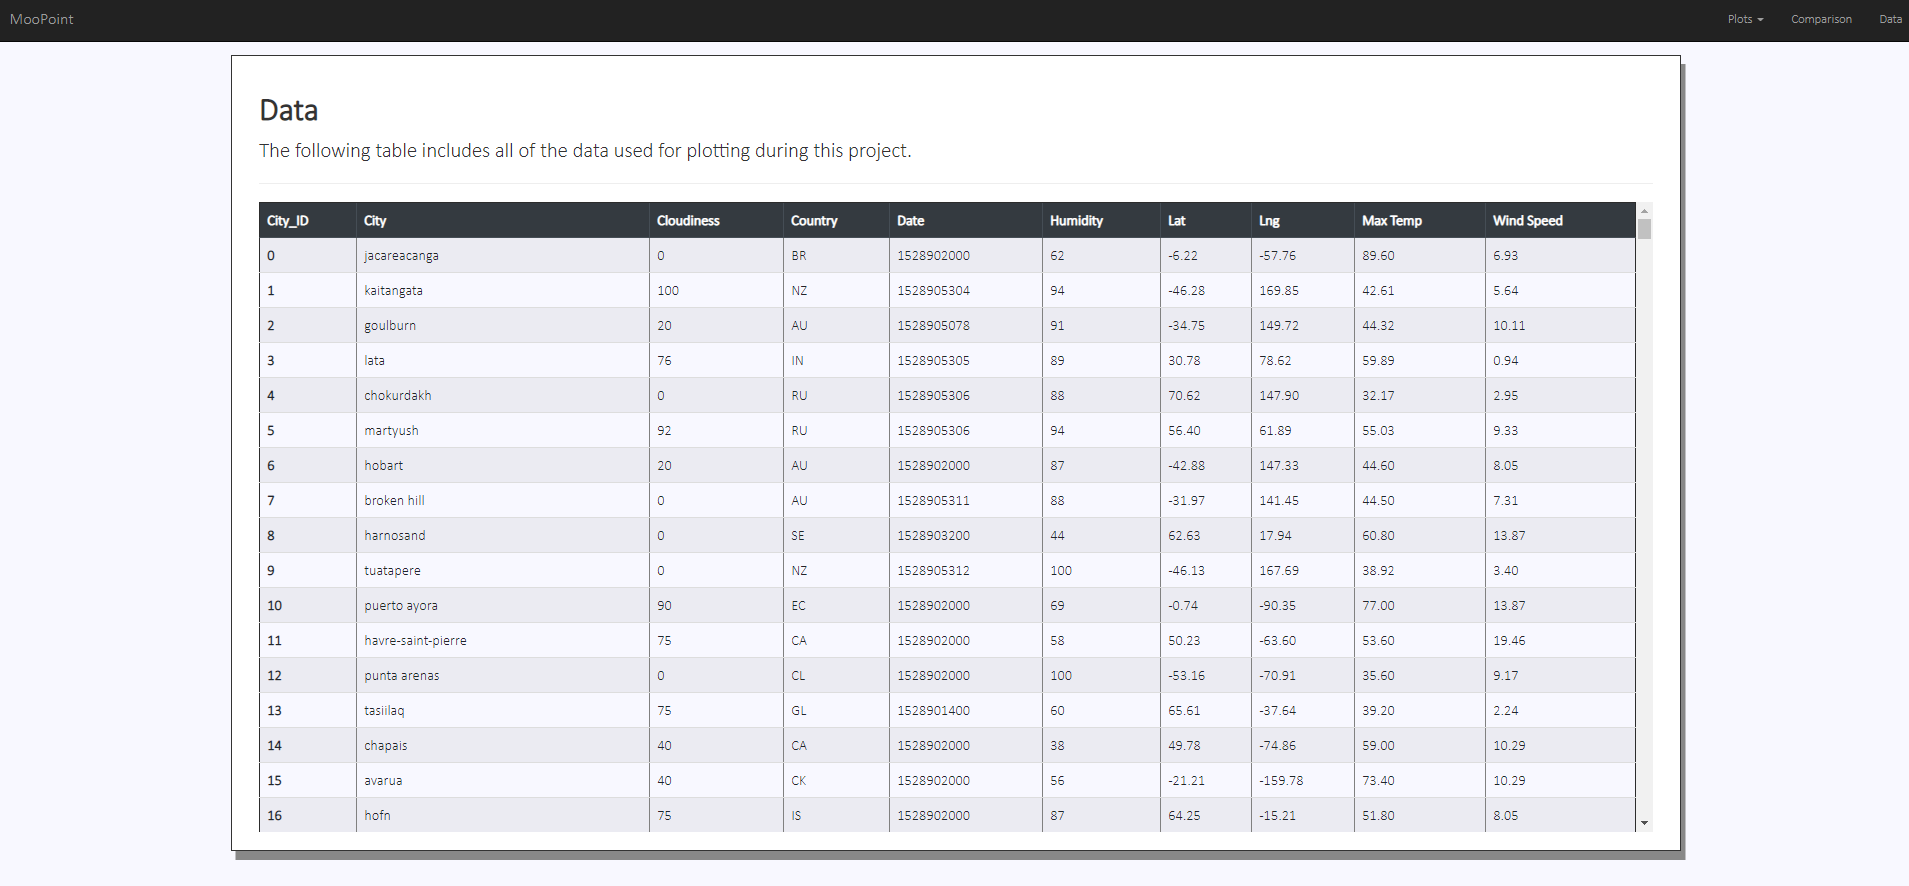 MooPoint Plots Comparison Data
Data
The following table includes all of the data used for plotting during this project.
City_ID City Cloudiness Country Date Humidity Lat Lng Max Temp Wind Speed
0 jacareacanga 0 BR 1528902000 62 -6.22 -57.76 89.60 6.93
1 kaitangata 100 NZ 1528905304 94 -46.28 169.85 42.61 5.64
2 goulburn 20 AU 1528905078 91 -34.75 149.72 44.32 10.11
3 lata 76 IN 1528905305 89 30.78 78.62 59.89 0.94
4 chokurdakh 0 RU 1528905306 88 70.62 147.90 32.17 2.95
5 martyush 92 RU 1528905306 94 56.40 61.89 55.03 9.33
6 hobart 20 AU 1528902000 87 -42.88 147.33 44.60 8.05
7 broken hill 0 AU 1528905311 88 -31.97 141.45 44.50 7.31
8 harnosand 0 SE 1528903200 44 62.63 17.94 60.80 13.87
9 tuatapere 0 NZ 1528905312 100 -46.13 167.69 38.92 3.40
10 puerto ayora 90 EC 1528902000 69 -0.74 -90.35 77.00 13.87
11 havre-saint-pierre 75 CA 1528902000 58 50.23 -63.60 53.60 19.46
12 punta arenas 0 CL 1528902000 100 -53.16 -70.91 35.60 9.17
13 tasiilaq 75 GL 1528901400 60 65.61 -37.64 39.20 2.24
14 chapais 40 CA 1528902000 38 49.78 -74.86 59.00 10.29
15 avarua 40 CK 1528902000 56 -21.21 -159.78 73.40 10.29
16 hofn 75 IS 1528902000 87 64.25 -15.21 51.80 8.05